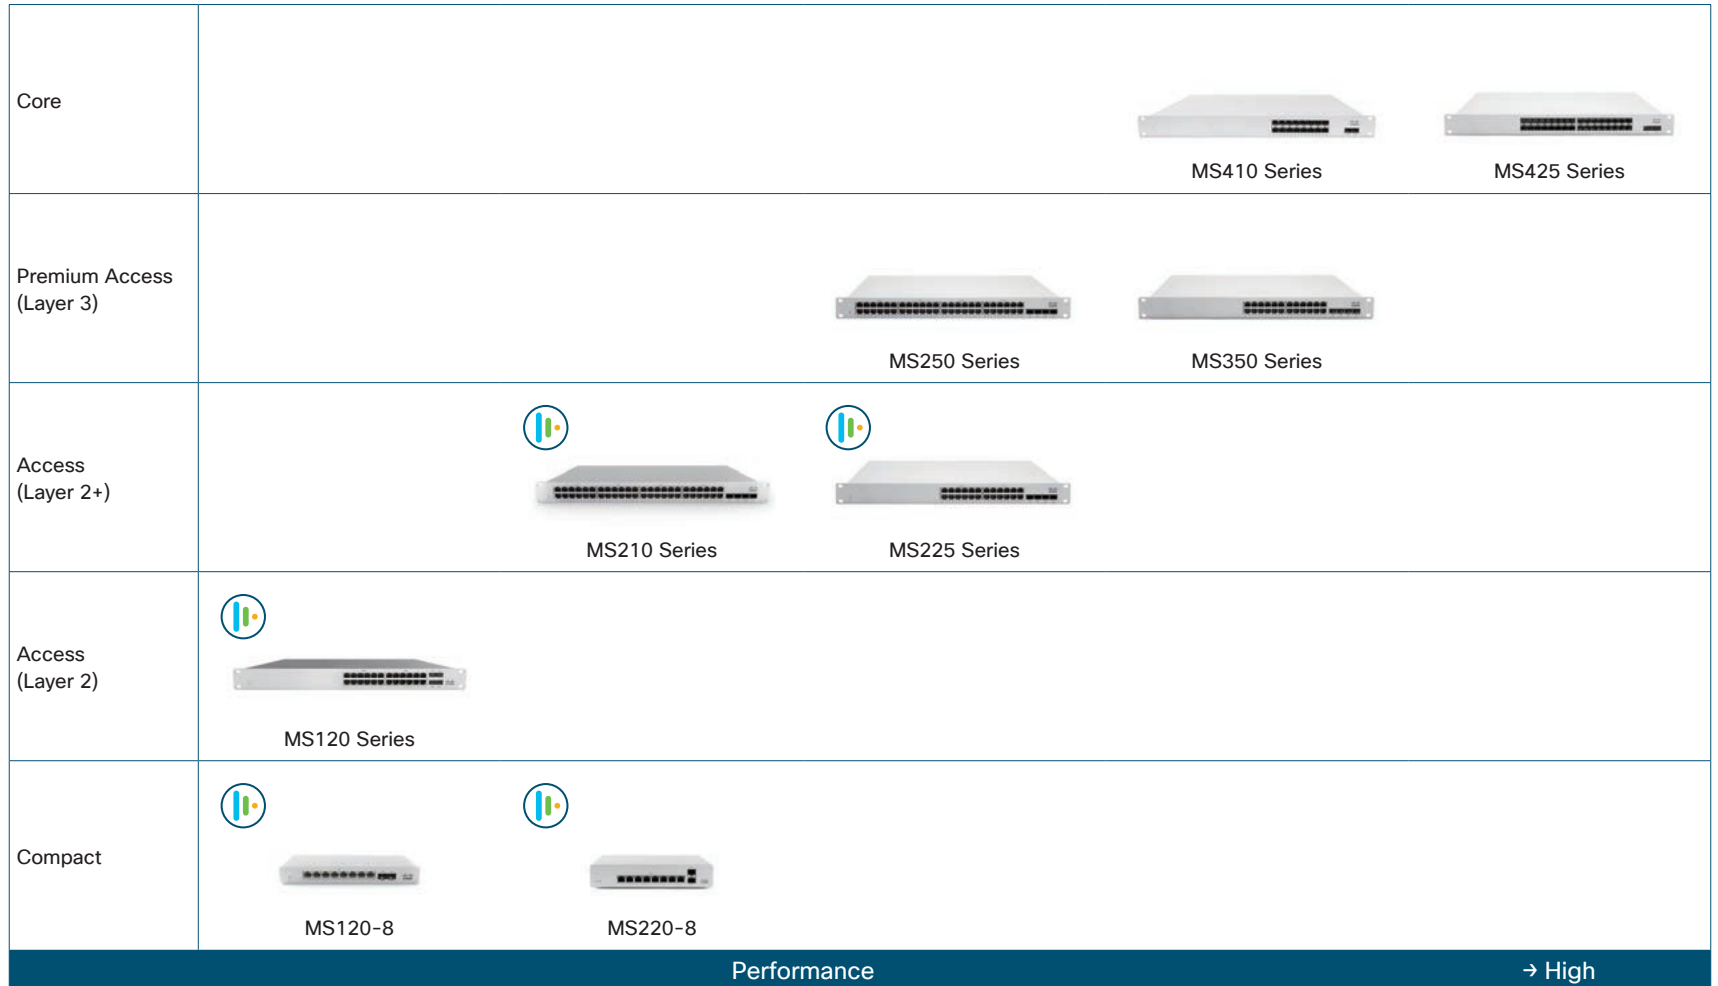 Core
MS410 Series
MS425 Series
Premium Access
(Layer 3)
MS250 Series
MS350 Series
Access
(Layer 2+)
MS210 Series
MS225 Series
Access
(Layer 2)
MS120 Series
Compact
MS120-8
MS220-8
Performance
→ High